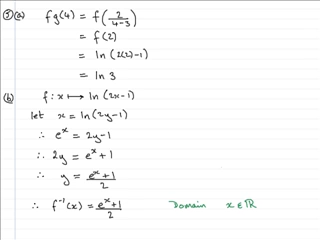 5)(a) fg(4) = f(2/(4-3))
= f(2)
= ln(2(2)-1)
= ln 3
(b) f: x ↦ ln(2x-1)
let x = ln(2y-1)
∴ e^x = 2y-1
∴ 2y = e^x + 1
∴ y = (e^x + 1)/2
∴ f⁻¹(x) = (e^x + 1)/2 Domain x∈ℝ